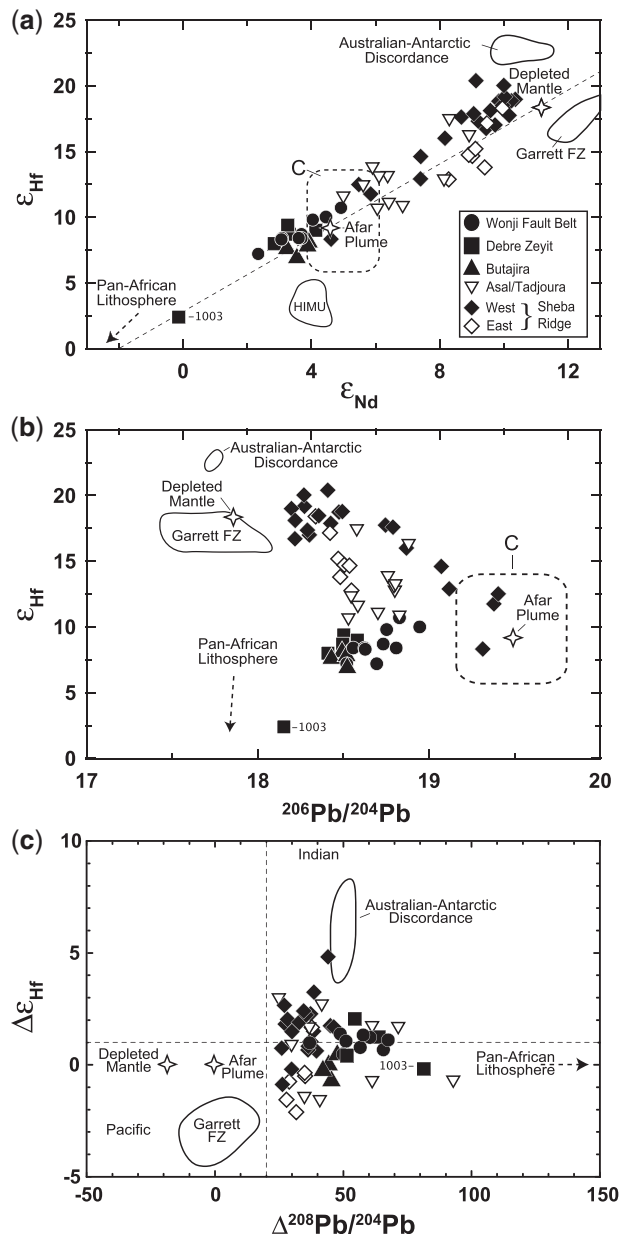 (a)
Australian-Antarctic
Discordance
Depleted
Mantle
Garrett FZ
C
Afar
Plume
HIMU
Pan-African
Lithosphere
1003
Wonji Fault Belt
Debre Zeyit
Butajira
Asal/Tadjoura
West
East
} Sheba
Ridge
25
20
15
10
5
0
εHf
0 4 8 12
εNd
(b)
Australian-Antarctic
Discordance
Depleted
Mantle
Garrett FZ
C
Afar
Plume
Pan-African
Lithosphere
1003
25
20
15
10
5
0
εHf
17 18 19 20
²⁰⁶Pb/²⁰⁴Pb
(c)
Indian
Australian-Antarctic
Discordance
Depleted
Mantle
Afar
Plume
1003
Pan-African
Lithosphere
Pacific
Garrett
FZ
10
5
0
-5
ΔεHf
-50 0 50 100 150
Δ²⁰⁸Pb/²⁰⁴Pb